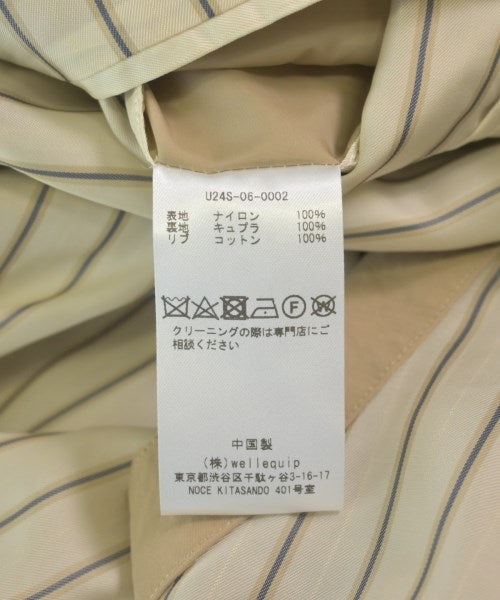 U24S-06-0002
表地 ナイロン 100%
裏地 キュプラ 100%
リブ コットン 100%
F W
クリーニングの際は専門店にご
相談ください
中国製
(株)wellequip
東京都渋谷区千駄ヶ谷3-16-17
NOCE KITASANDO 401号室